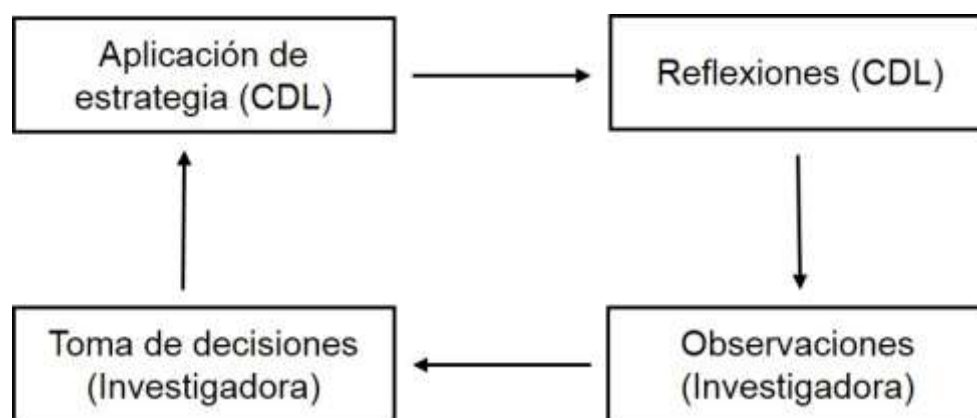 Aplicación de
estrategia (CDL)
Reflexiones (CDL)
Toma de decisiones
(Investigadora)
Observaciones
(Investigadora)